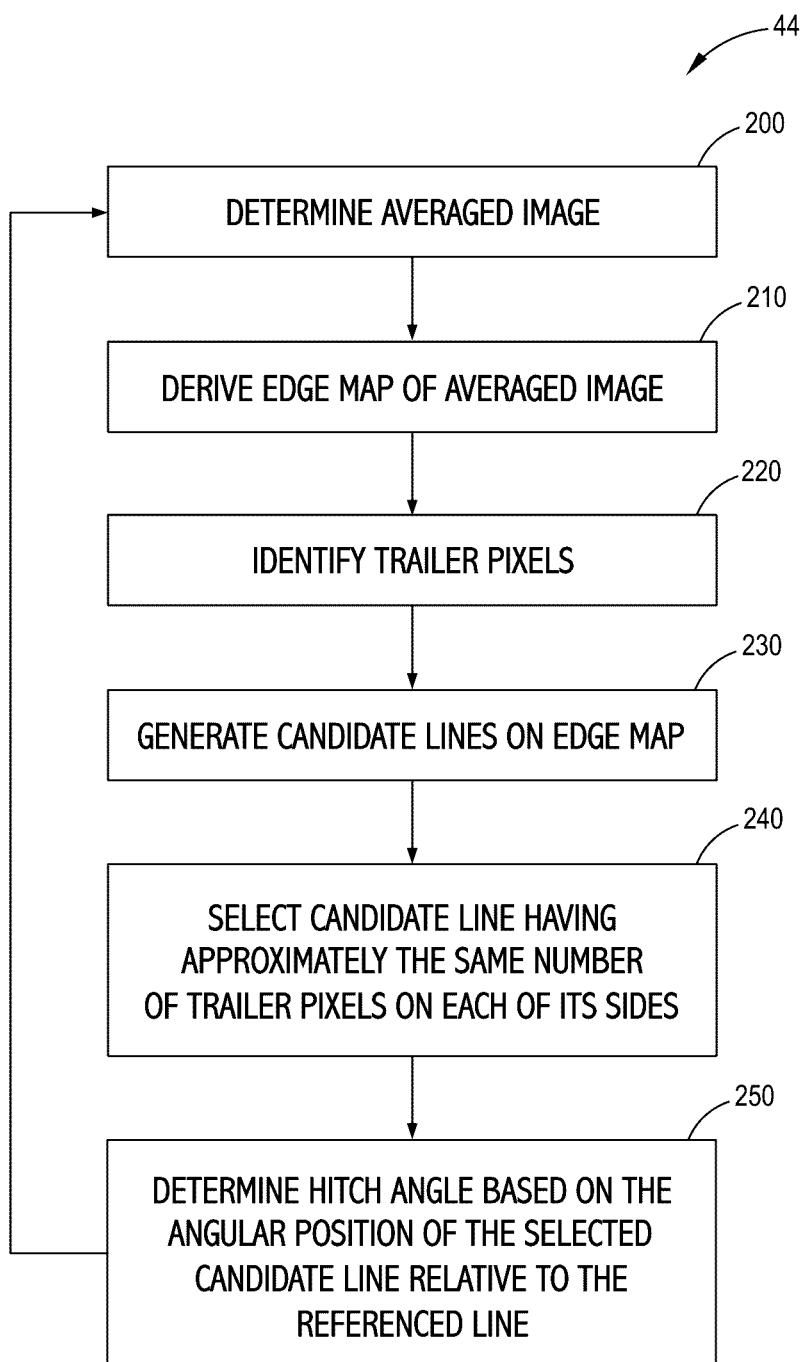 44
200
DETERMINE AVERAGED IMAGE
210
DERIVE EDGE MAP OF AVERAGED IMAGE
220
IDENTIFY TRAILER PIXELS
230
GENERATE CANDIDATE LINES ON EDGE MAP
240
SELECT CANDIDATE LINE HAVING
APPROXIMATELY THE SAME NUMBER
OF TRAILER PIXELS ON EACH OF ITS SIDES
250
DETERMINE HITCH ANGLE BASED ON THE
ANGULAR POSITION OF THE SELECTED
CANDIDATE LINE RELATIVE TO THE
REFERENCED LINE